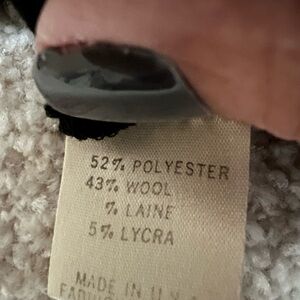 52% POLYESTER
43% WOOL
% LAINE
5% LYCRA
MADE IN U.